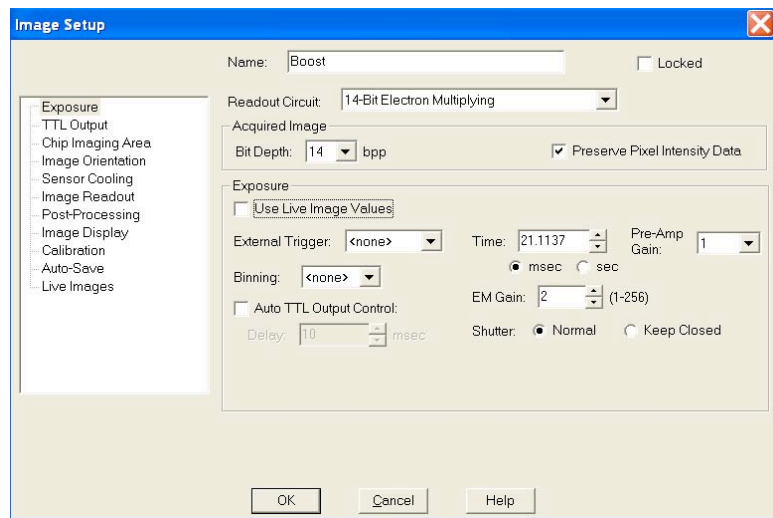 Image Setup
Name: Boost Locked
Exposure
TTL Output
Chip Imaging Area
Image Orientation
Sensor Cooling
Image Readout
Post-Processing
Image Display
Calibration
Auto-Save
Live Images
Readout Circuit: 14-Bit Electron Multiplying
Acquired Image
Bit Depth: 14 bpp Preserve Pixel Intensity Data
Exposure
Use Live Image Values
External Trigger: <none> Time: 21.1137 Pre-Amp Gain: 1
msec sec
Binning: <none>
EM Gain: 2 (1-256)
Auto TTL Output Control:
Delay: 10 msec
Shutter: Normal Keep Closed
OK Cancel Help